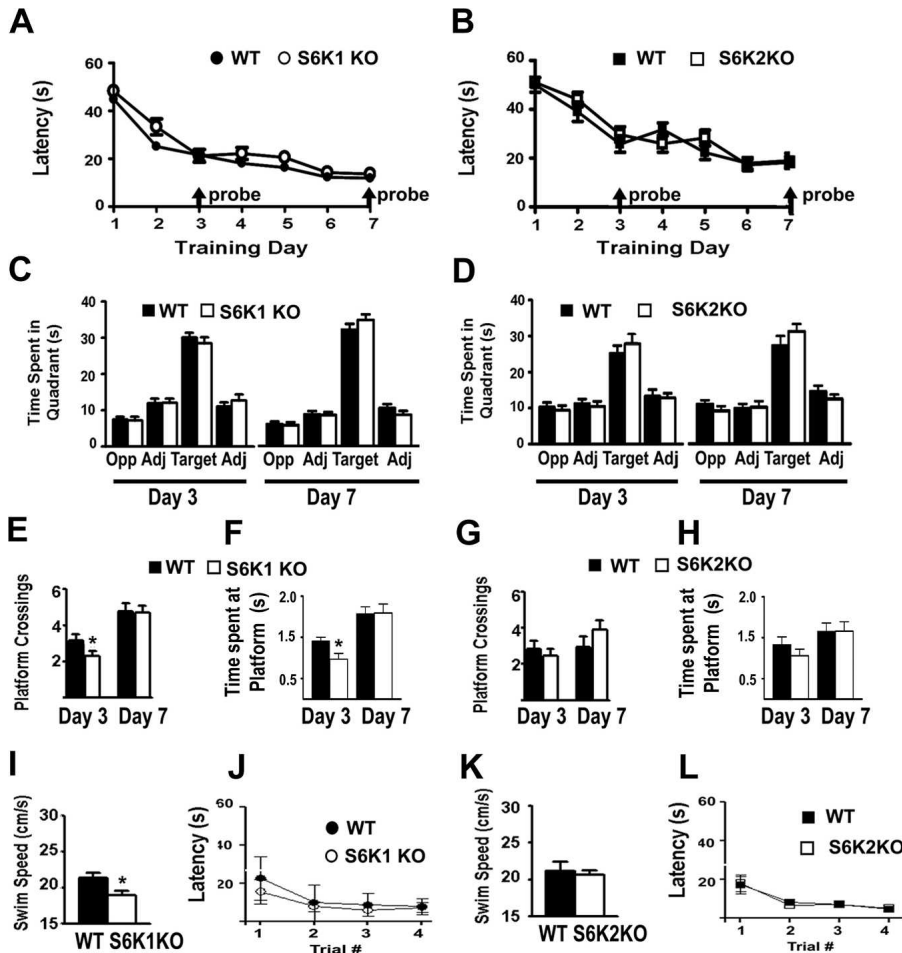 A
WT S6K1 KO
Latency (s)
60
40
20
0
probe probe
1 2 3 4 5 6 7
Training Day
B
WT S6K2KO
Latency (s)
60
40
20
0
probe probe
1 2 3 4 5 6 7
Training Day
C
WT S6K1 KO
Time Spent in
Quadrant (s)
40
30
20
10
0
Opp Adj Target Adj Opp Adj Target Adj
Day 3 Day 7
D
WT S6K2KO
Time Spent in
Quadrant (s)
40
30
20
10
0
Opp Adj Target Adj Opp Adj Target Adj
Day 3 Day 7
E
F
WT S6K1 KO
Platform Crossings
6
4
2
*
Day 3 Day 7
Time spent at
Platform (s)
2.0
1.5
0.5
*
Day 3 Day 7
G
H
WT S6K2KO
Platform Crossings
6
4
2
Day 3 Day 7
Time spent at
Platform (s)
2.0
1.5
0.5
Day 3 Day 7
I
Swim Speed (cm/s)
30
25
20
15
*
WT S6K1KO
J
Latency (s)
60
40
20
WT
S6K1 KO
1 2 3 4
Trial #
K
Swim Speed (cm/s)
30
25
20
15
WT S6K2KO
L
Latency (s)
60
40
20
WT
S6K2KO
1 2 3 4
Trial #